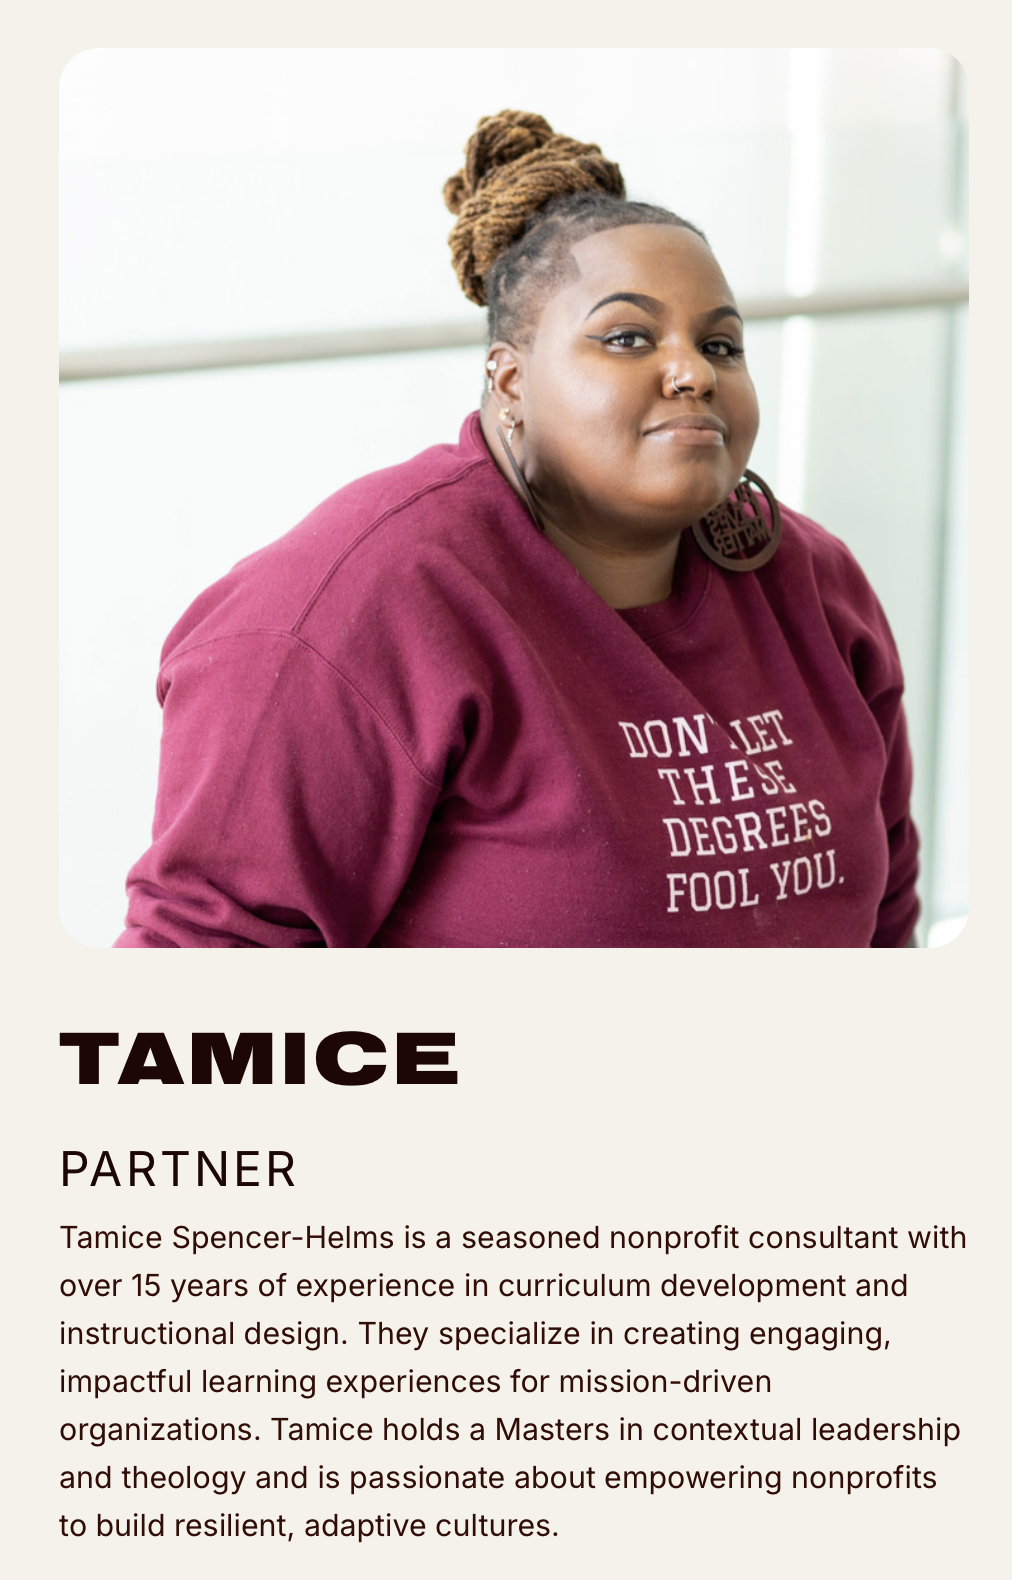 DON'T LET
THESE
DEGREES
FOOL YOU.
TAMICE
PARTNER
Tamice Spencer-Helms is a seasoned nonprofit consultant with
over 15 years of experience in curriculum development and
instructional design. They specialize in creating engaging,
impactful learning experiences for mission-driven
organizations. Tamice holds a Masters in contextual leadership
and theology and is passionate about empowering nonprofits
to build resilient, adaptive cultures.